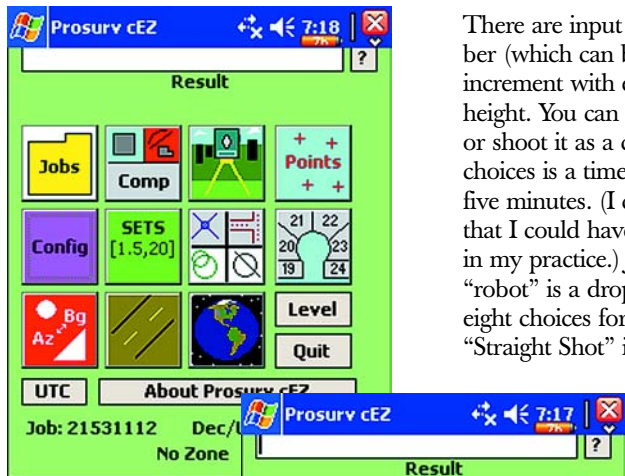 Prosurv cEZ 7:18
7h
?
Result
Jobs
Comp
Points
Config
SETS
[1.5,20]
21 22
20 23
19 24
Bg
Az
Level
Quit
UTC
About Prosurv cEZ
Job: 21531112 Dec/U
No Zone
Prosurv cEZ 7:17
7h
?
Result
There are input
ber (which can b
increment with o
height. You can
or shoot it as a c
choices is a time
five minutes. (I c
that I could have
in my practice.)
“robot” is a drop
eight choices for
“Straight Shot” i